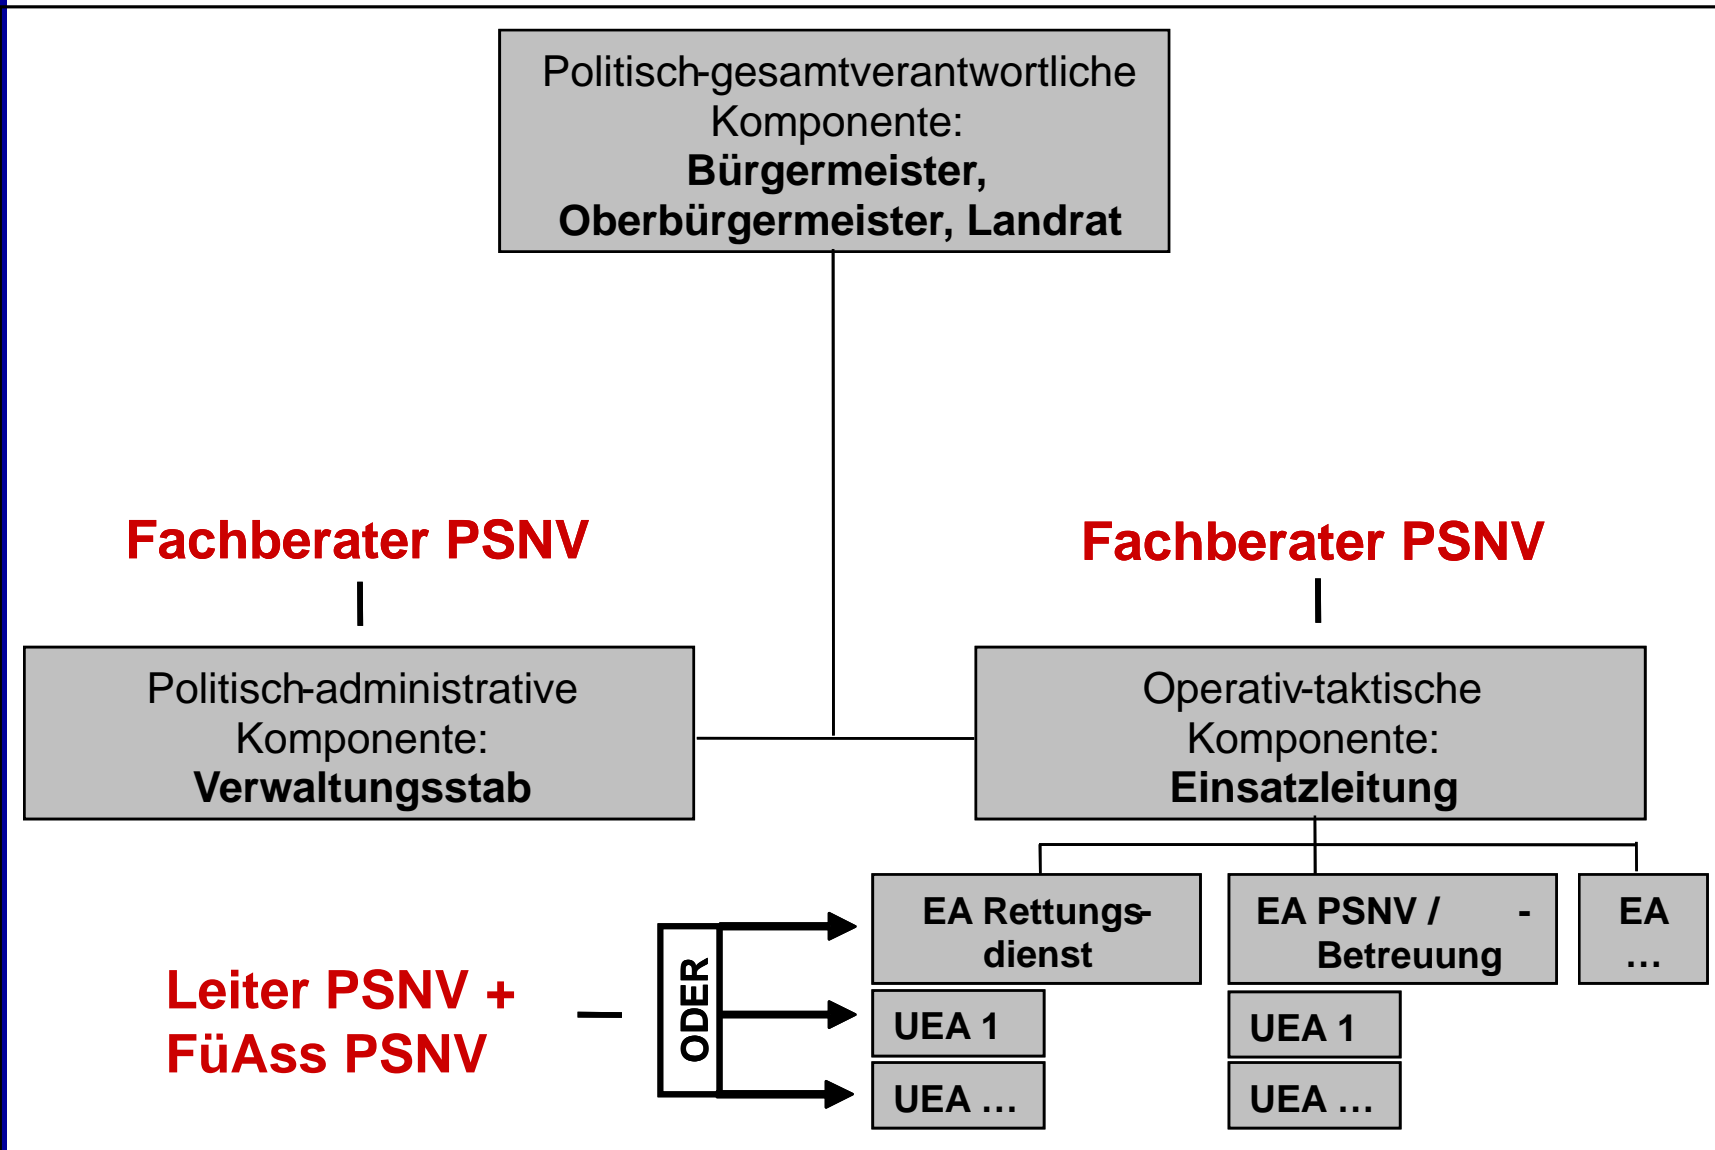 Politisch-gesamtverantwortliche
Komponente:
Bürgermeister,
Oberbürgermeister, Landrat
Fachberater PSNV
Fachberater PSNV
Politisch-administrative
Komponente:
Verwaltungsstab
Operativ-taktische
Komponente:
Einsatzleitung
EA Rettungs-
dienst
EA PSNV / -
Betreuung
EA
...
Leiter PSNV +
FüAss PSNV
ODER
UEA 1
UEA ...
UEA 1
UEA ...